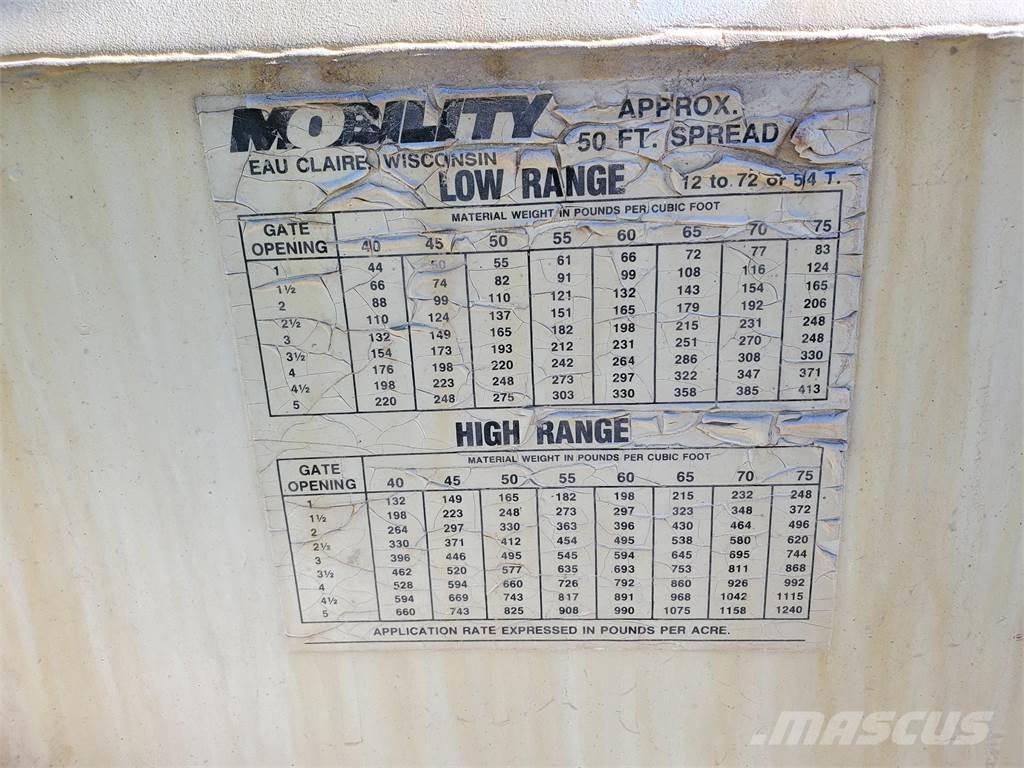 MOBILITY
EAU CLAIRE, WISCONSIN
APPROX.
50 FT. SPREAD
LOW RANGE
12 to 72 or 54 T.
MATERIAL WEIGHT IN POUNDS PER CUBIC FOOT
GATE OPENING 40 45 50 55 60 65 70 75
1 44 50 55 61 66 72 77 83
1½ 66 74 82 91 99 108 116 124
2 88 99 110 121 132 143 154 165
2½ 110 124 137 151 165 179 192 206
3 132 149 165 182 198 215 231 248
3½ 154 173 193 212 231 251 270 248
4 176 198 220 242 264 286 308 330
4½ 198 223 248 273 297 322 347 371
5 220 248 275 303 330 358 385 413
HIGH RANGE
MATERIAL WEIGHT IN POUNDS PER CUBIC FOOT
GATE OPENING 40 45 50 55 60 65 70 75
1 132 149 165 182 198 215 232 248
1½ 198 223 248 273 297 323 348 372
2 264 297 330 363 396 430 464 496
2½ 330 371 412 454 495 538 580 620
3 396 446 495 545 594 645 695 744
3½ 462 520 577 635 693 753 811 868
4 528 594 660 726 792 860 926 992
4½ 594 669 743 817 891 968 1042 1115
5 660 743 825 908 990 1075 1158 1240
APPLICATION RATE EXPRESSED IN POUNDS PER ACRE.
MASCUS